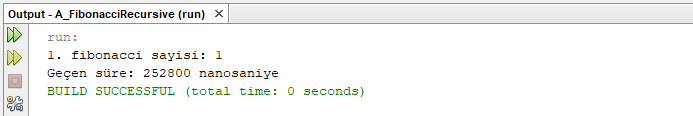 Output - A_FibonacciRecursive (run)
run:
1. fibonacci sayisi: 1
Geçen süre: 252800 nanosaniye
BUILD SUCCESSFUL (total time: 0 seconds)